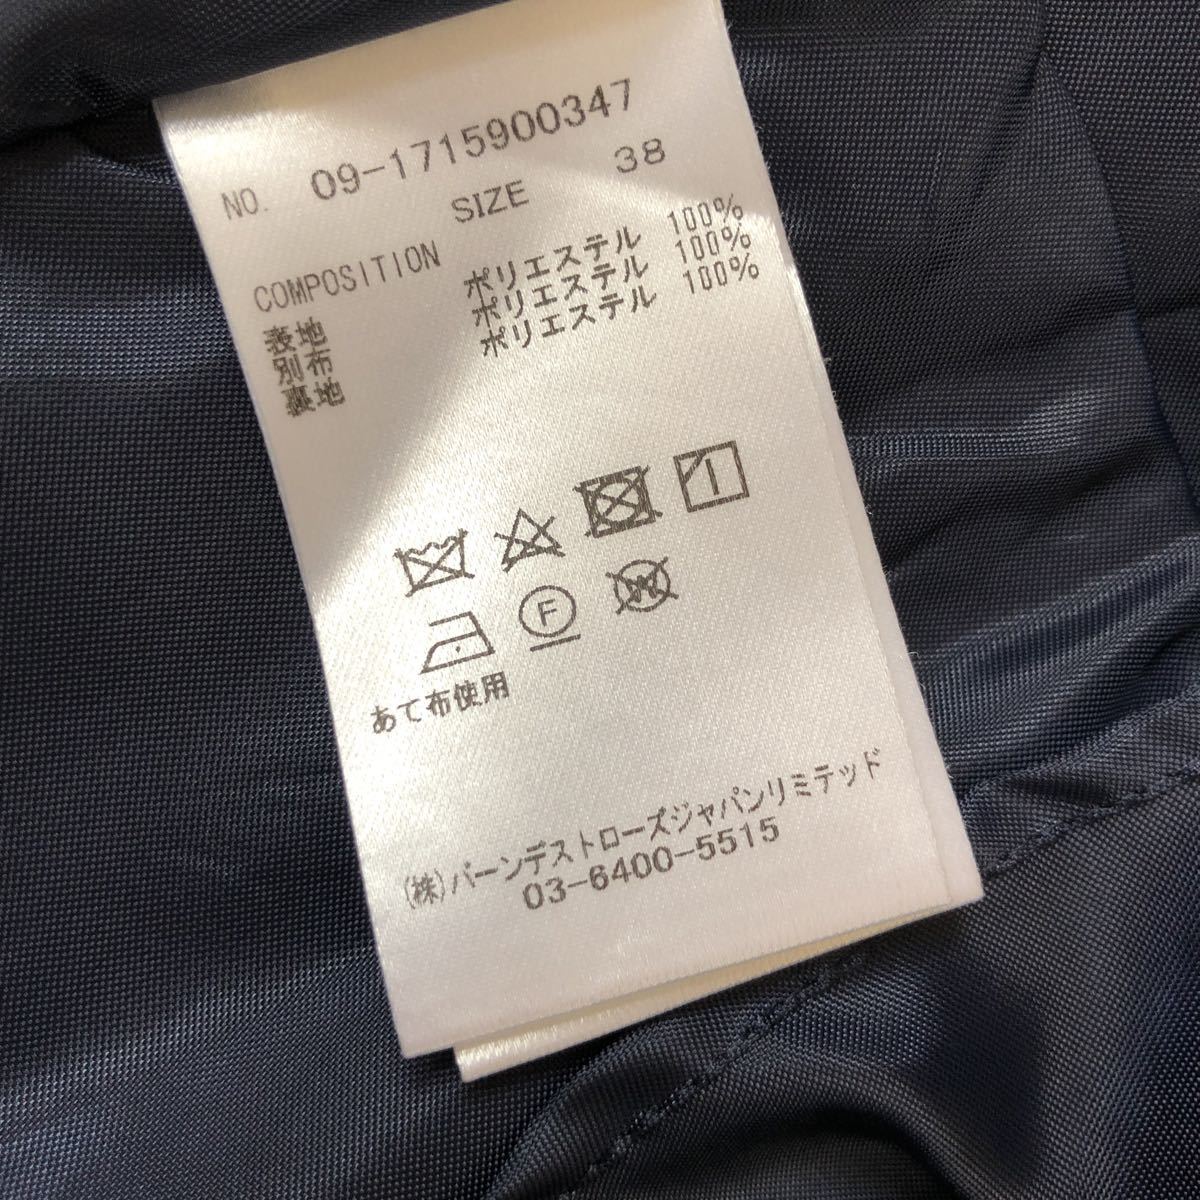 NO. 09-1715900347
SIZE 38
COMPOSITION
表地 ポリエステル 100%
別布 ポリエステル 100%
裏地 ポリエステル 100%
F
W
あて布使用
(株)バーンデストローズジャパンリミテッド
03-6400-5515